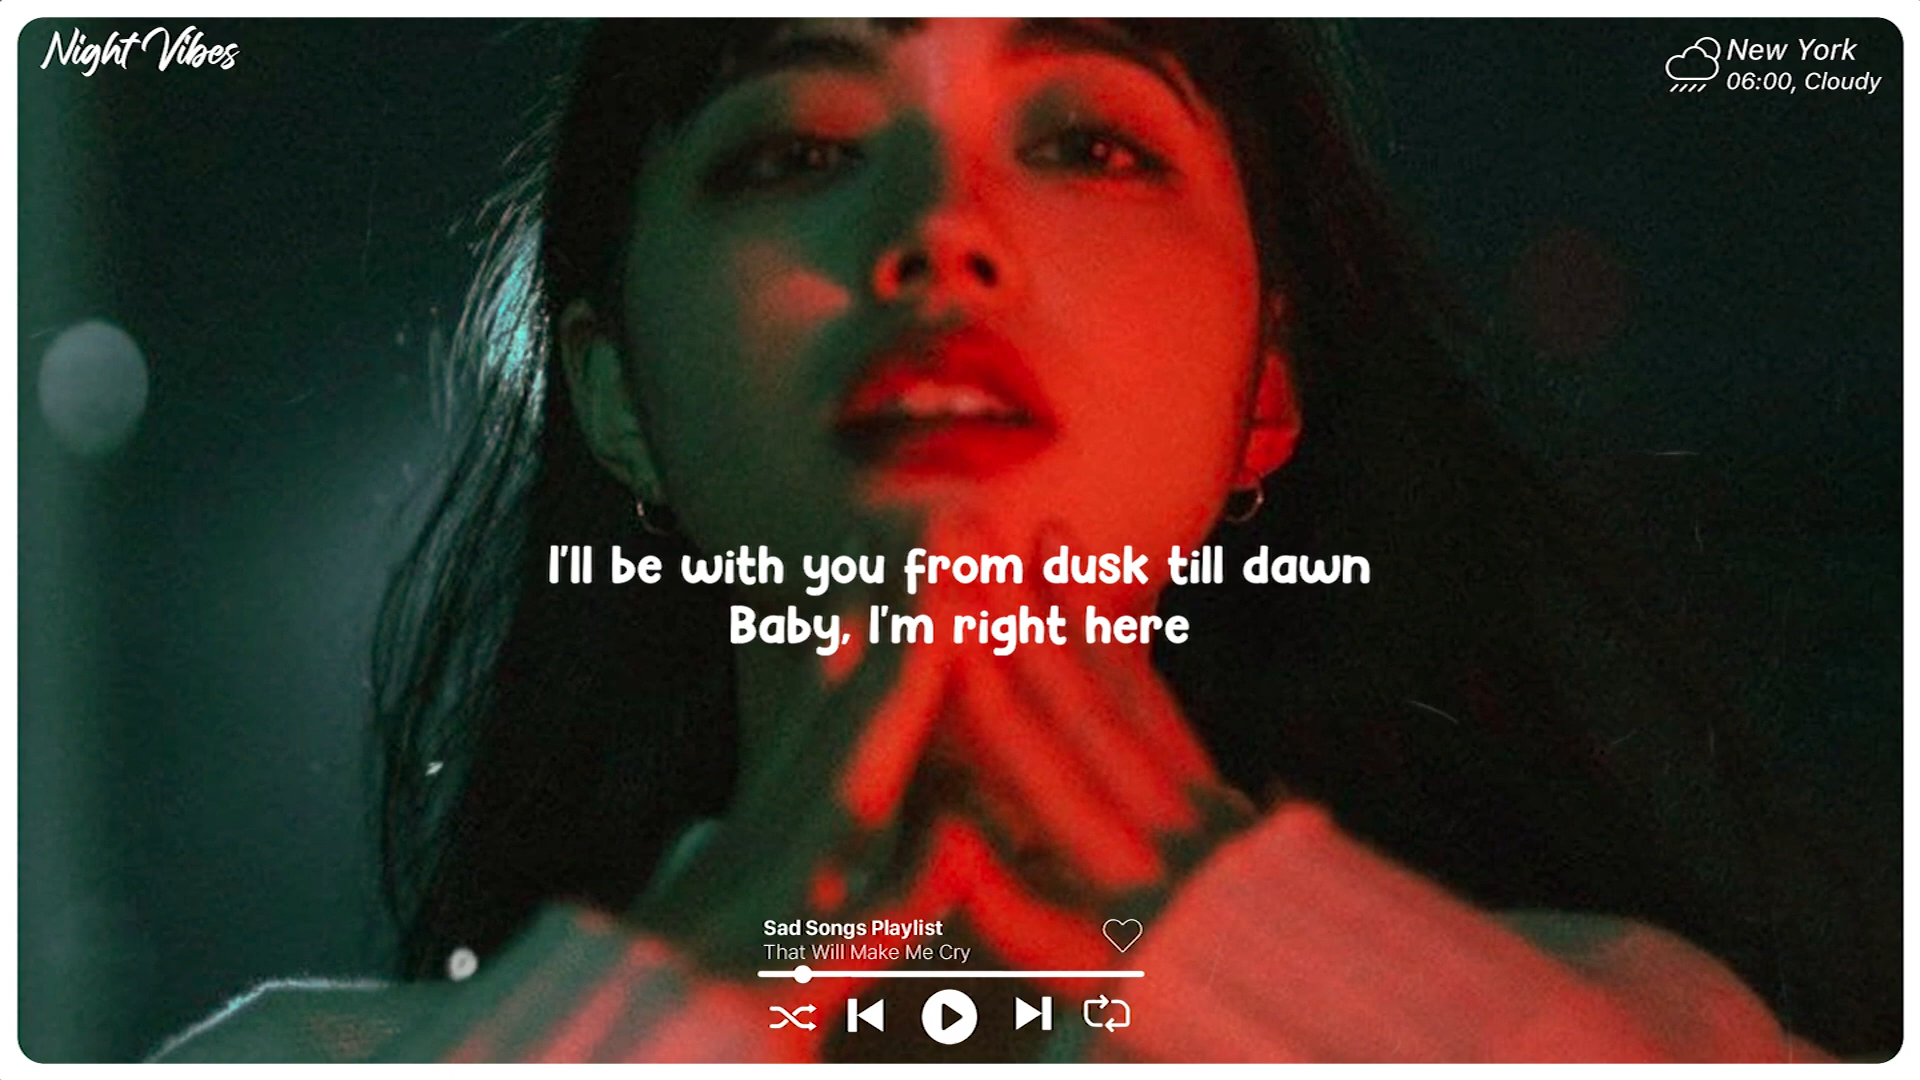 Night Vibes
New York
06:00, Cloudy
I'll be with you from dusk till dawn
Baby, I'm right here
Sad Songs Playlist
That Will Make Me Cry